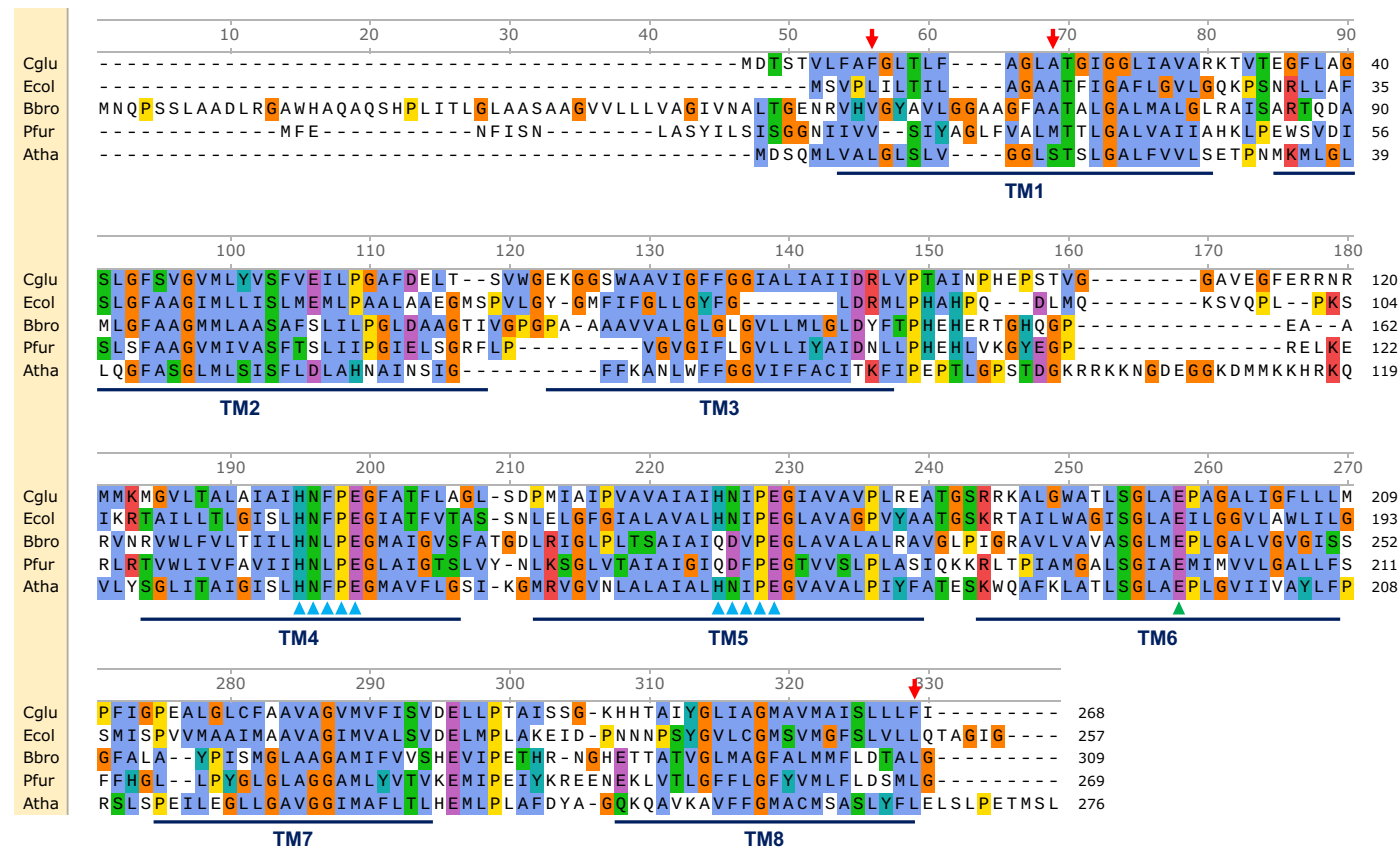 10 20 30 40 50 60 70 80 90
Cglu ----------------------------------------------MDTSTVLFAFGLTLF----AGLATGIGGLIAVARKTVTEGFLAG 40
Ecol ---------------------------------------------------MSVPLILTIL----AGAATFIGAFLGVLGQKPSNRLLAF 35
Bbro MNQPSSLAADLRGAWHAQAQSHPLITLGLAASAAGVVLLLVAGIVNALTGENRVHVGYAVLGGAAGFAATALGALMALGLRAISARTQDA 90
Pfur -------------MFE-----------NFISN--------LASYILSISGGNIIVV--SIYAGLFVALMTTLGALVAIIAHKLPEWSVDI 56
Atha -----------------------------------------------MDSQMLVALGLSLV----GGLSTSLGALFVVLSETPNMKMLGL 39
TM1
100 110 120 130 140 150 160 170 180
Cglu SLGFSVGVMLYVSFVEILPGAFDELT--SVWGEKGGSWAAVIGFFGGIALIAIIDRLVPTAINPHEPSTVG--------GAVEGFERRNR 120
Ecol SLGFAAGIMLLISLMEMLPAALAAEGMSPVLGY-GMFIFGLLGYFG-------LDRMLPHAHPQ---DLMQ--------KSVQPL--PKS 104
Bbro MLGFAAGMMLAASAFSLILPGLDAAGTIVGPGPA-AAAVVALGLGLGVLLMLGLDYFTPHEHERTGHQGP---------------EA--A 162
Pfur SLSFAAGVMIVASFTSLIIPGIELSGRFLP---------VGVGIFLGVLLIYAIDNLLPHEHLVKGYEGP---------------RELKE 122
Atha LQGFASGLMLSISFLDLAHNAINSIG----------FFKANLWFFGGVIFFACITKFIPEPTLGPSTDGKRRKKNGDEGGKDMMKKHRKQ 119
TM2 TM3
190 200 210 220 230 240 250 260 270
Cglu MMKMGVLTALAIAIHNFPEGFATFLAGL-SDPMIAIPVAVAIAIHNIPEGIAVAVPLREATGSRRKALGWATLSGLAEPAGALIGFLLLM 209
Ecol IKRTAILLTLGISLHNFPEGIATFVTAS-SNLELGFGIALAVALHNIPEGLAVAGPVYAATGSKRTAILWAGISGLAEILGGVLAWLILG 193
Bbro RVNRVWLFVLTIILHNLPEGMAIGVSFATGDLRIGLPLTSAIAIQDVPEGLAVALALRAVGLPIGRAVLVAVASGLMEPLGALVGVGISS 252
Pfur RLRTVWLIVFAVIIHNLPEGLAIGTSLVY-NLKSGLVTAIAIGIQDFPEGTVVSLPLASIQKKRLTPIAMGALSGIAEMIMVVLGALLFS 211
Atha VLYSGLITAIGISLHNFPEGMAVFLGSI-KGMRVGVNLALAIALHNIPEGVAVALPIYFATESKWQAFKLATLSGLAEPLGVIIVAYLFP 208
TM4 TM5 TM6
280 290 300 310 320 330
Cglu PFIGPEALGLCFAAVAGVMVFISVDELLPTAISSG-KHHTAIYGLIAGMAVMAISLLLFI--------- 268
Ecol SMISPVVMAAIMAAVAGIMVALSVDELMPLAKEID-PNNNPSYGVLCGMSVMGFSLVLLQTAGIG---- 257
Bbro GFALA--YPISMGLAAGAMIFVVSHEVIPETHR-NGHETTATVGLMAGFALMMFLDTALG--------- 309
Pfur FFHGL--LPYGLGLAGGAMLYVTVKEMIPEIYKREENEKLVTLGFFLGFYVMLFLDSMLG--------- 269
Atha RSLSPEILEGLLGAVGGIMAFLTLHEMLPLAFDYA-GQKQAVKAVFFGMACMSASLYFLELSLPETMSL 276
TM7 TM8